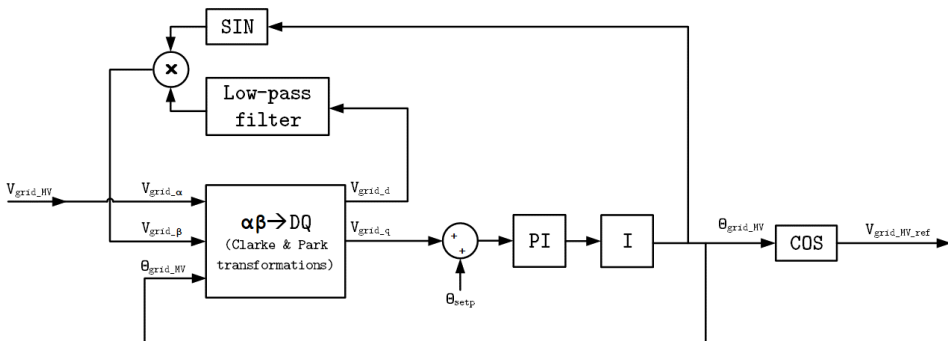 SIN
×
Low-pass
filter
V_grid_MV
V_grid_α
V_grid_d
αβ→DQ
V_grid_β
(Clarke & Park
transformations)
V_grid_q
+
+
PI
I
θ_grid_MV
COS
V_grid_MV_ref
θ_grid_MV
θ_setp